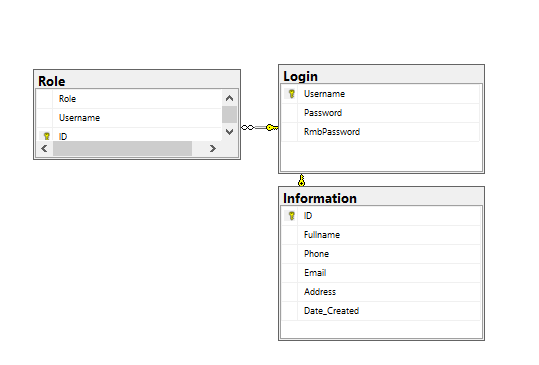 Role
Role
Username
ID
Login
Username
Password
RmbPassword
Information
ID
Fullname
Phone
Email
Address
Date_Created